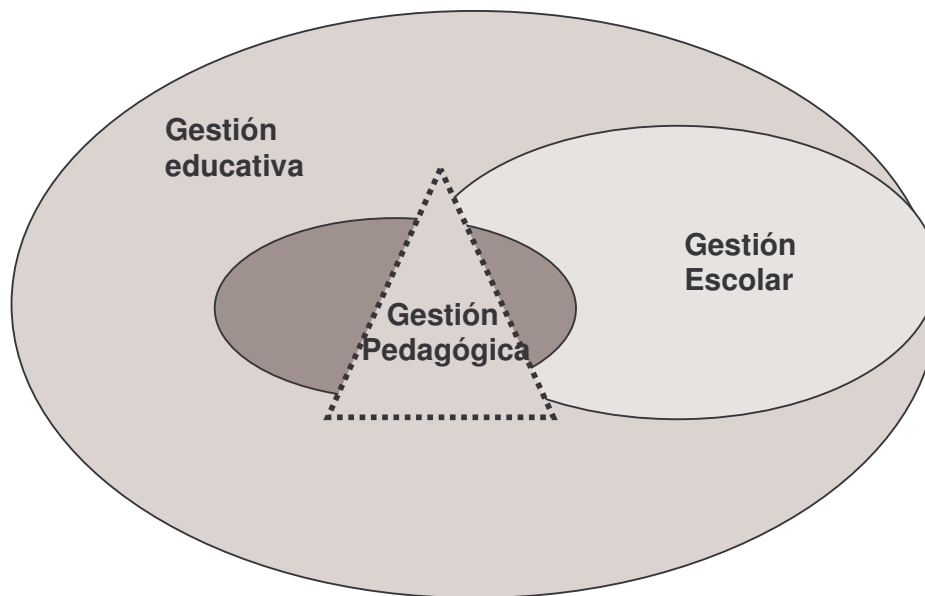 Gestión
educativa
Gestión
Escolar
Gestión
Pedagógica